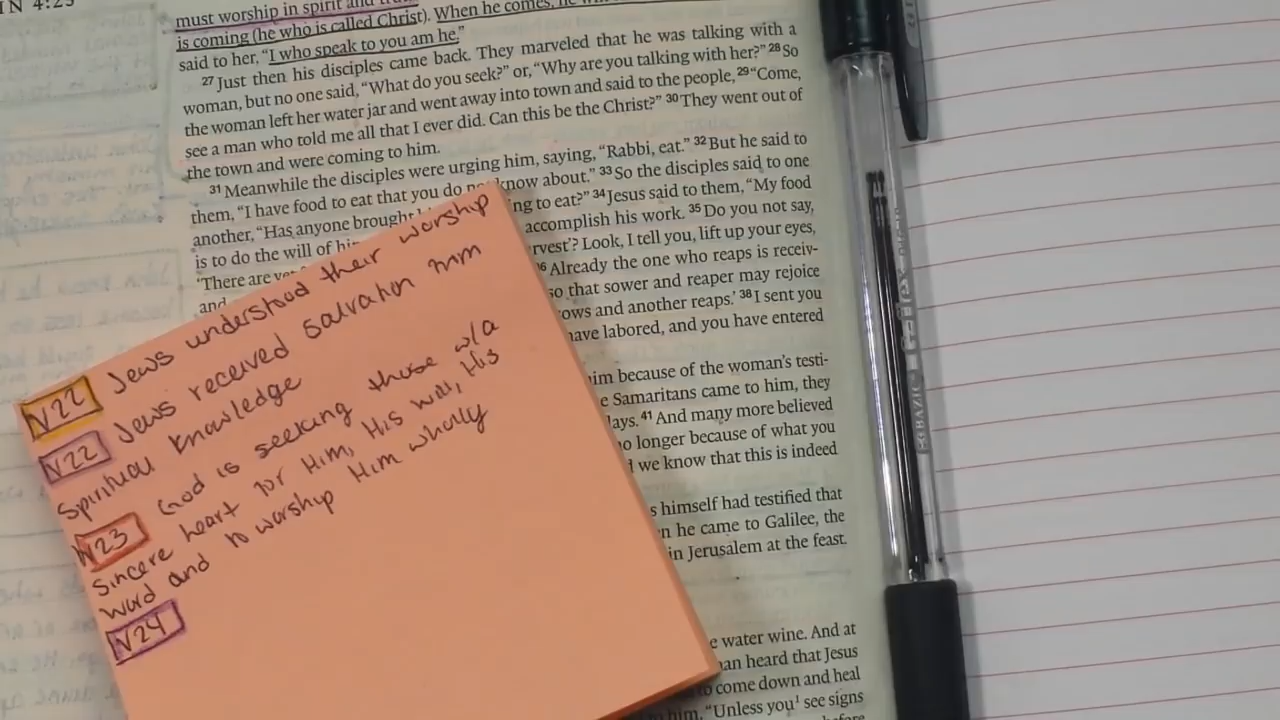 IN 4:25
must worship in spirit and
is coming (he who is called Christ). When he comes, he
said to her, “I who speak to you am he.”
27 Just then his disciples came back. They marveled that he was talking with a
woman, but no one said, “What do you seek?” or, “Why are you talking with her?” 28 So
the woman left her water jar and went away into town and said to the people, 29 “Come,
see a man who told me all that I ever did. Can this be the Christ?” 30 They went out of
the town and were coming to him.
31 Meanwhile the disciples were urging him, saying, “Rabbi, eat.” 32 But he said to
them, “I have food to eat that you do know about.” 33 So the disciples said to one
another, “Has anyone brought ing to eat?” 34 Jesus said to them, “My food
is to do the will of accomplish his work. 35 Do you not say,
‘There are rvest’? Look, I tell you, lift up your eyes,
and
Already the one who reaps is receiv-
so that sower and reaper may rejoice
ows and another reaps.’ 38 I sent you
have labored, and you have entered
im because of the woman’s testi-
e Samaritans came to him, they
days. 41 And many more believed
no longer because of what you
we know that this is indeed
s himself had testified that
n he came to Galilee, the
in Jerusalem at the feast.
e water wine. And at
an heard that Jesus
to come down and heal
him, “Unless you see signs
before
V22 Jews understood their worship
V22 Jews received salvation from
spiritual knowledge
V23 God is seeking those w/a
sincere heart for Him, His will, His
word and to worship Him wholly
V24
BAZIC